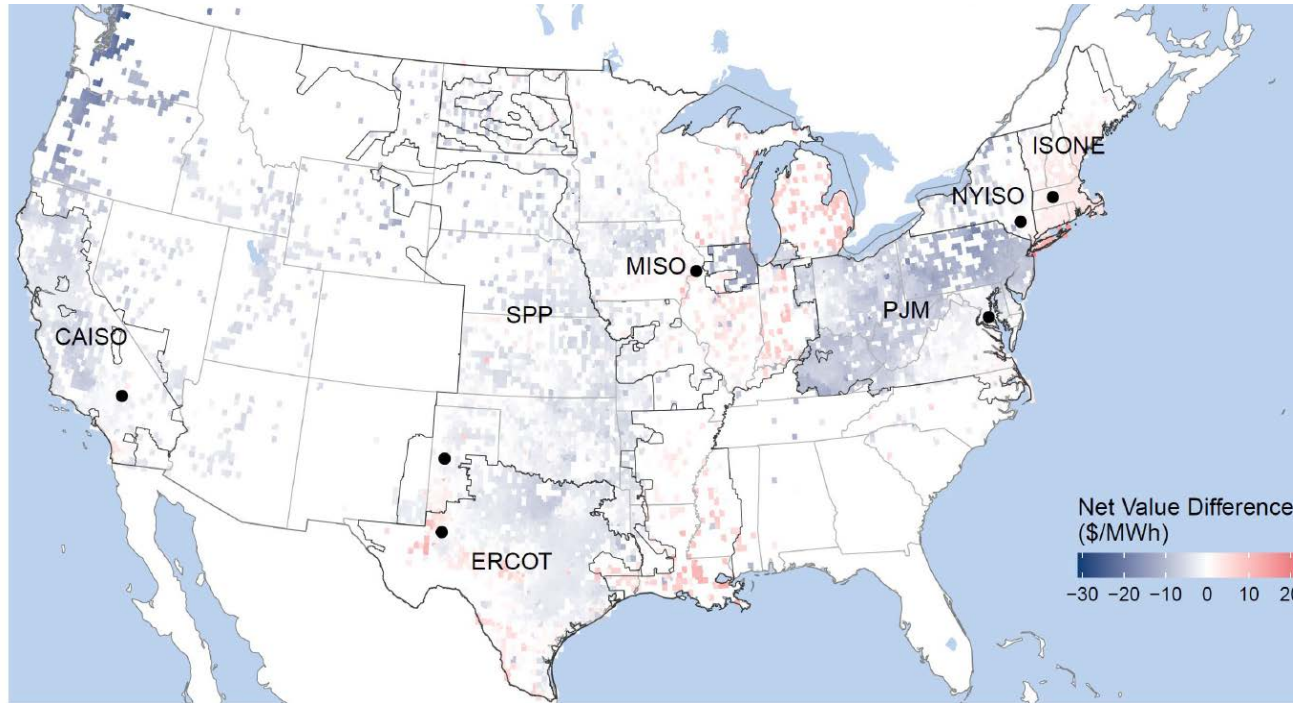 ISONE
NYISO
MISO
PJM
SPP
CAISO
ERCOT
Net Value Difference
($/MWh)
−30 −20 −10 0 10 20